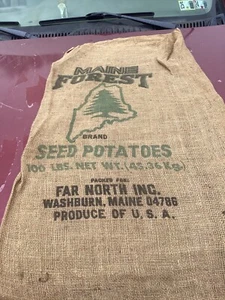 MAINE
FOREST
BRAND
SEED POTATOES
100 LBS. NET WT. (45.36 Kg.)
PACKED FOR:
FAR NORTH INC.
WASHBURN, MAINE 04786
PRODUCE OF U.S.A.